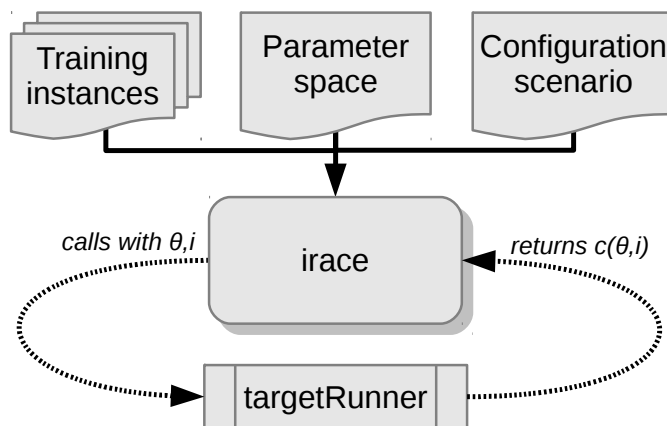 Training
instances
Parameter
space
Configuration
scenario
calls with θ,i
irace
returns c(θ,i)
targetRunner